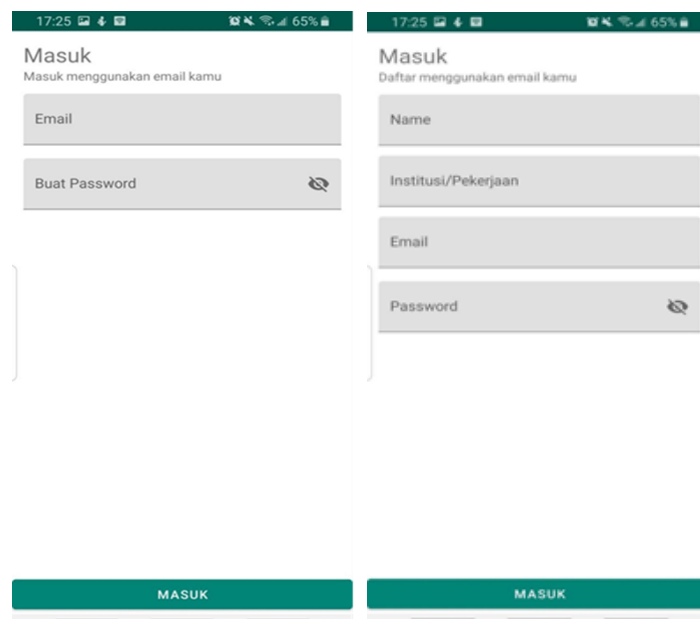 17:25 65%
Masuk
Masuk menggunakan email kamu
Email
Buat Password
MASUK
17:25 65%
Masuk
Daftar menggunakan email kamu
Name
Institusi/Pekerjaan
Email
Password
MASUK